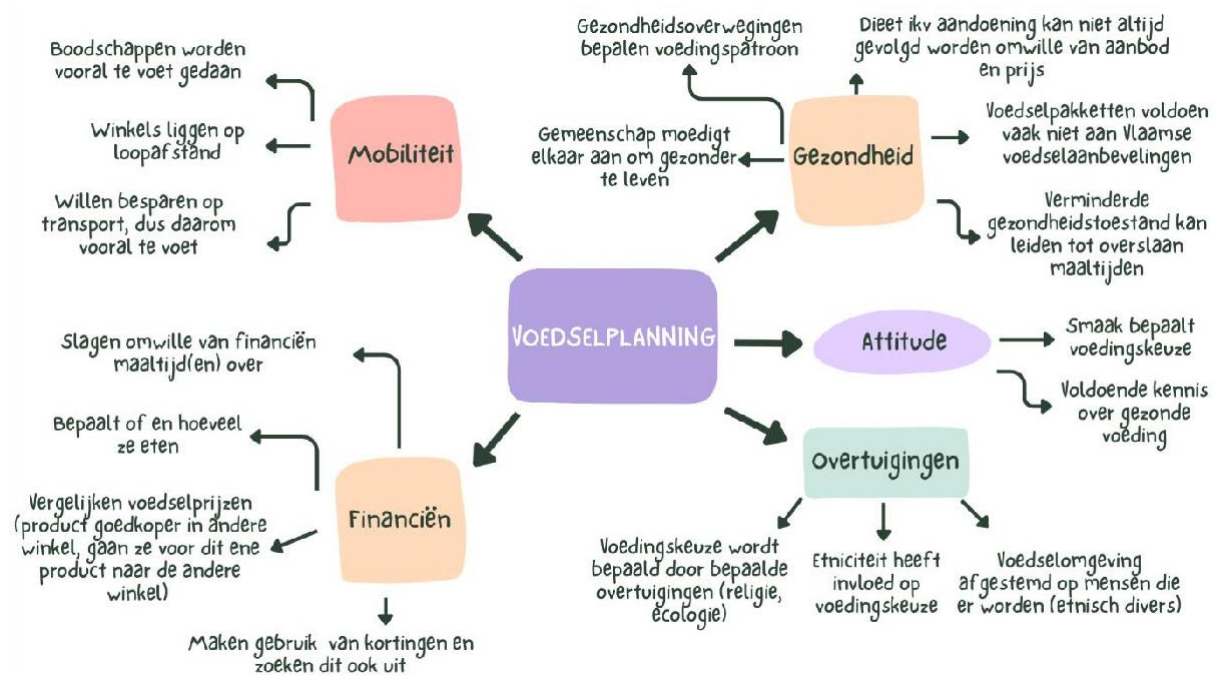 Boodschappen worden
vooral te voet gedaan
Winkels liggen op
loopafstand
Willen besparen op
transport, dus daarom
vooral te voet
Mobiliteit
Gezondheidsoverwegingen
bepalen voedingspatroon
Dieet ikv aandoening kan niet altijd
gevolgd worden omwille van aanbod
en prijs
Gemeenschap moedigt
elkaar aan om gezonder
te leven
Gezondheid
Voedselpakketten voldoen
vaak niet aan Vlaamse
voedselaanbevelingen
Verminderde
gezondheidstoestand kan
leiden tot overslaan
maaltijden
VOEDSELPLANNING
Attitude
Smaak bepaalt
voedingskeuze
Voldoende kennis
over gezonde
voeding
Slagen omwille van financiën
maaltijd(en) over
Bepaalt of en hoeveel
ze eten
Vergelijken voedselprijzen
(product goedkoper in andere
winkel, gaan ze voor dit ene
product naar de andere
winkel)
Financiën
Maken gebruik van kortingen en
zoeken dit ook uit
Overtuigingen
Voedingskeuze wordt
bepaald door bepaalde
overtuigingen (religie,
ecologie)
Etniciteit heeft
invloed op
voedingskeuze
Voedselomgeving
afgestemd op mensen die
er worden (etnisch divers)